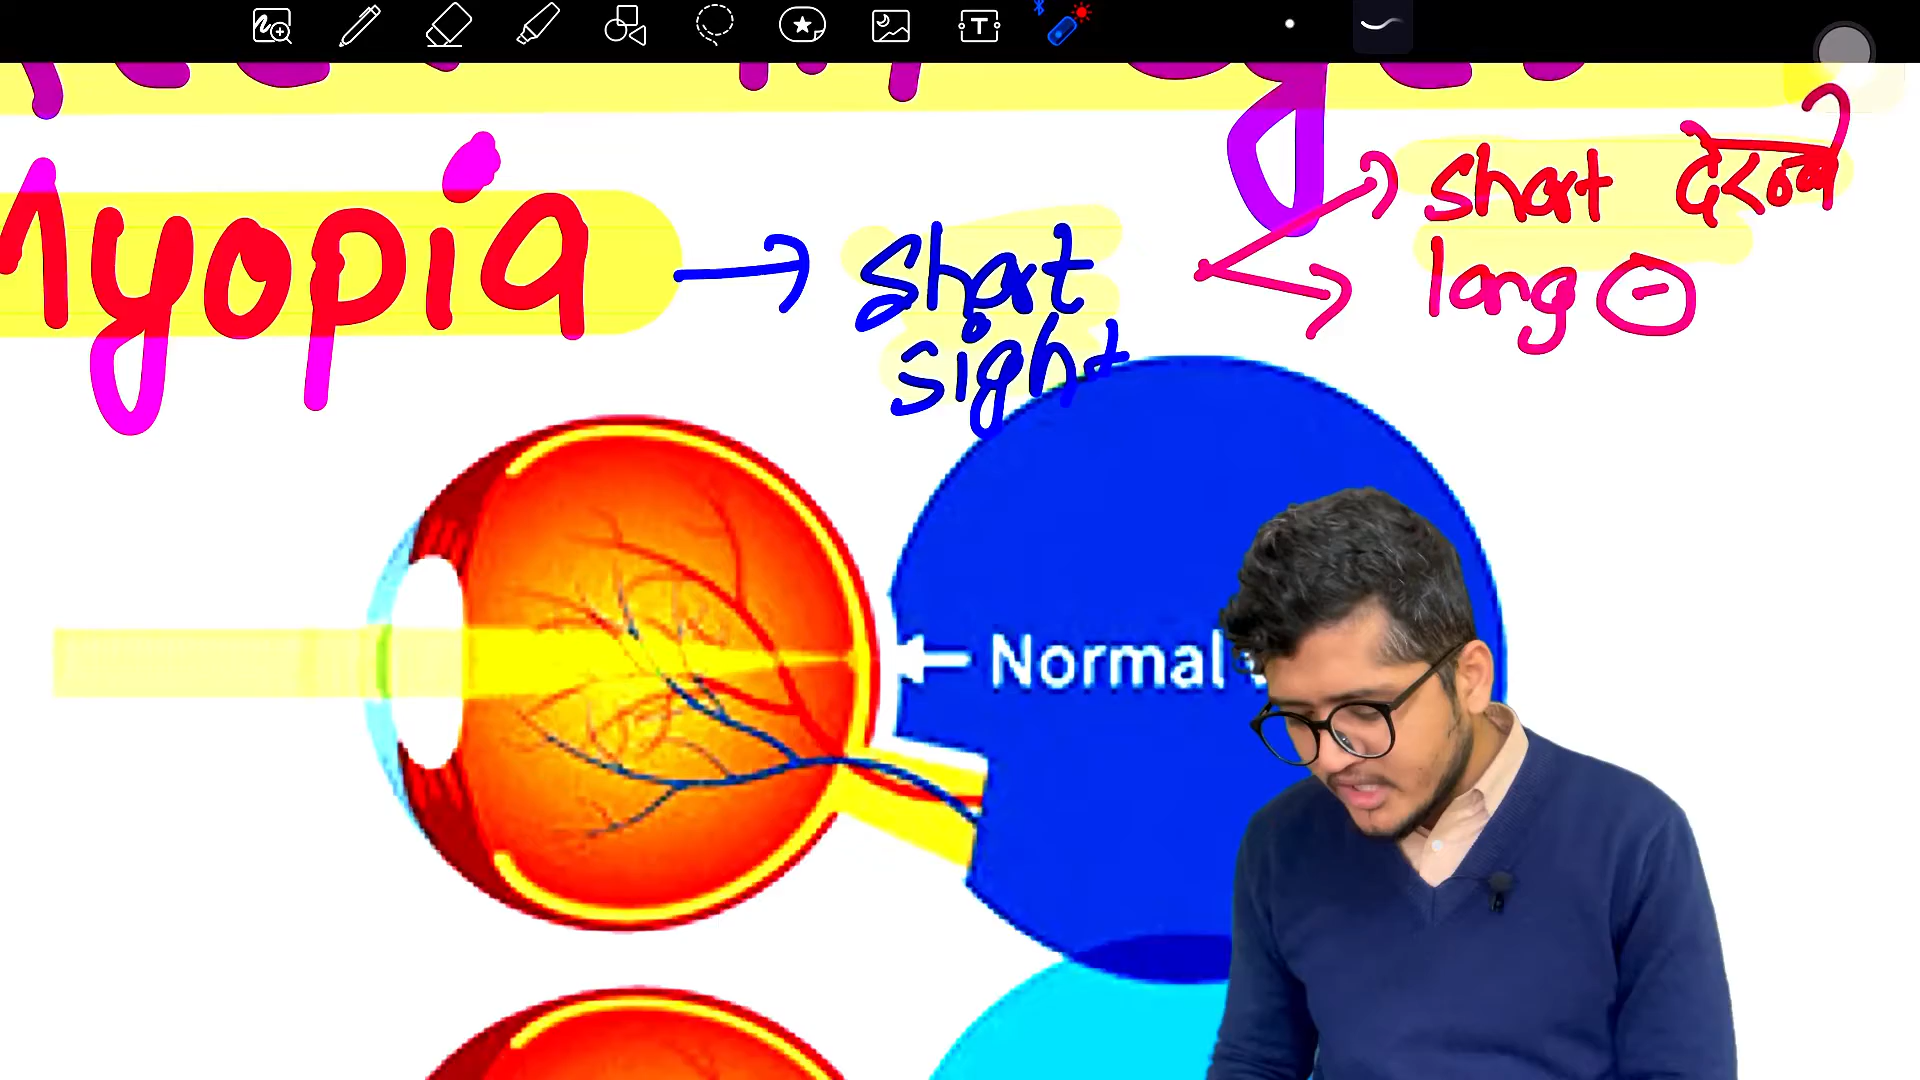 Myopia → short sight
short देखने
long ⊖
Normal